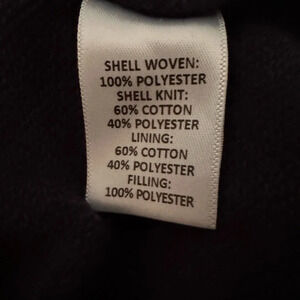 SHELL WOVEN:
100% POLYESTER
SHELL KNIT:
60% COTTON
40% POLYESTER
LINING:
60% COTTON
40% POLYESTER
FILLING:
100% POLYESTER